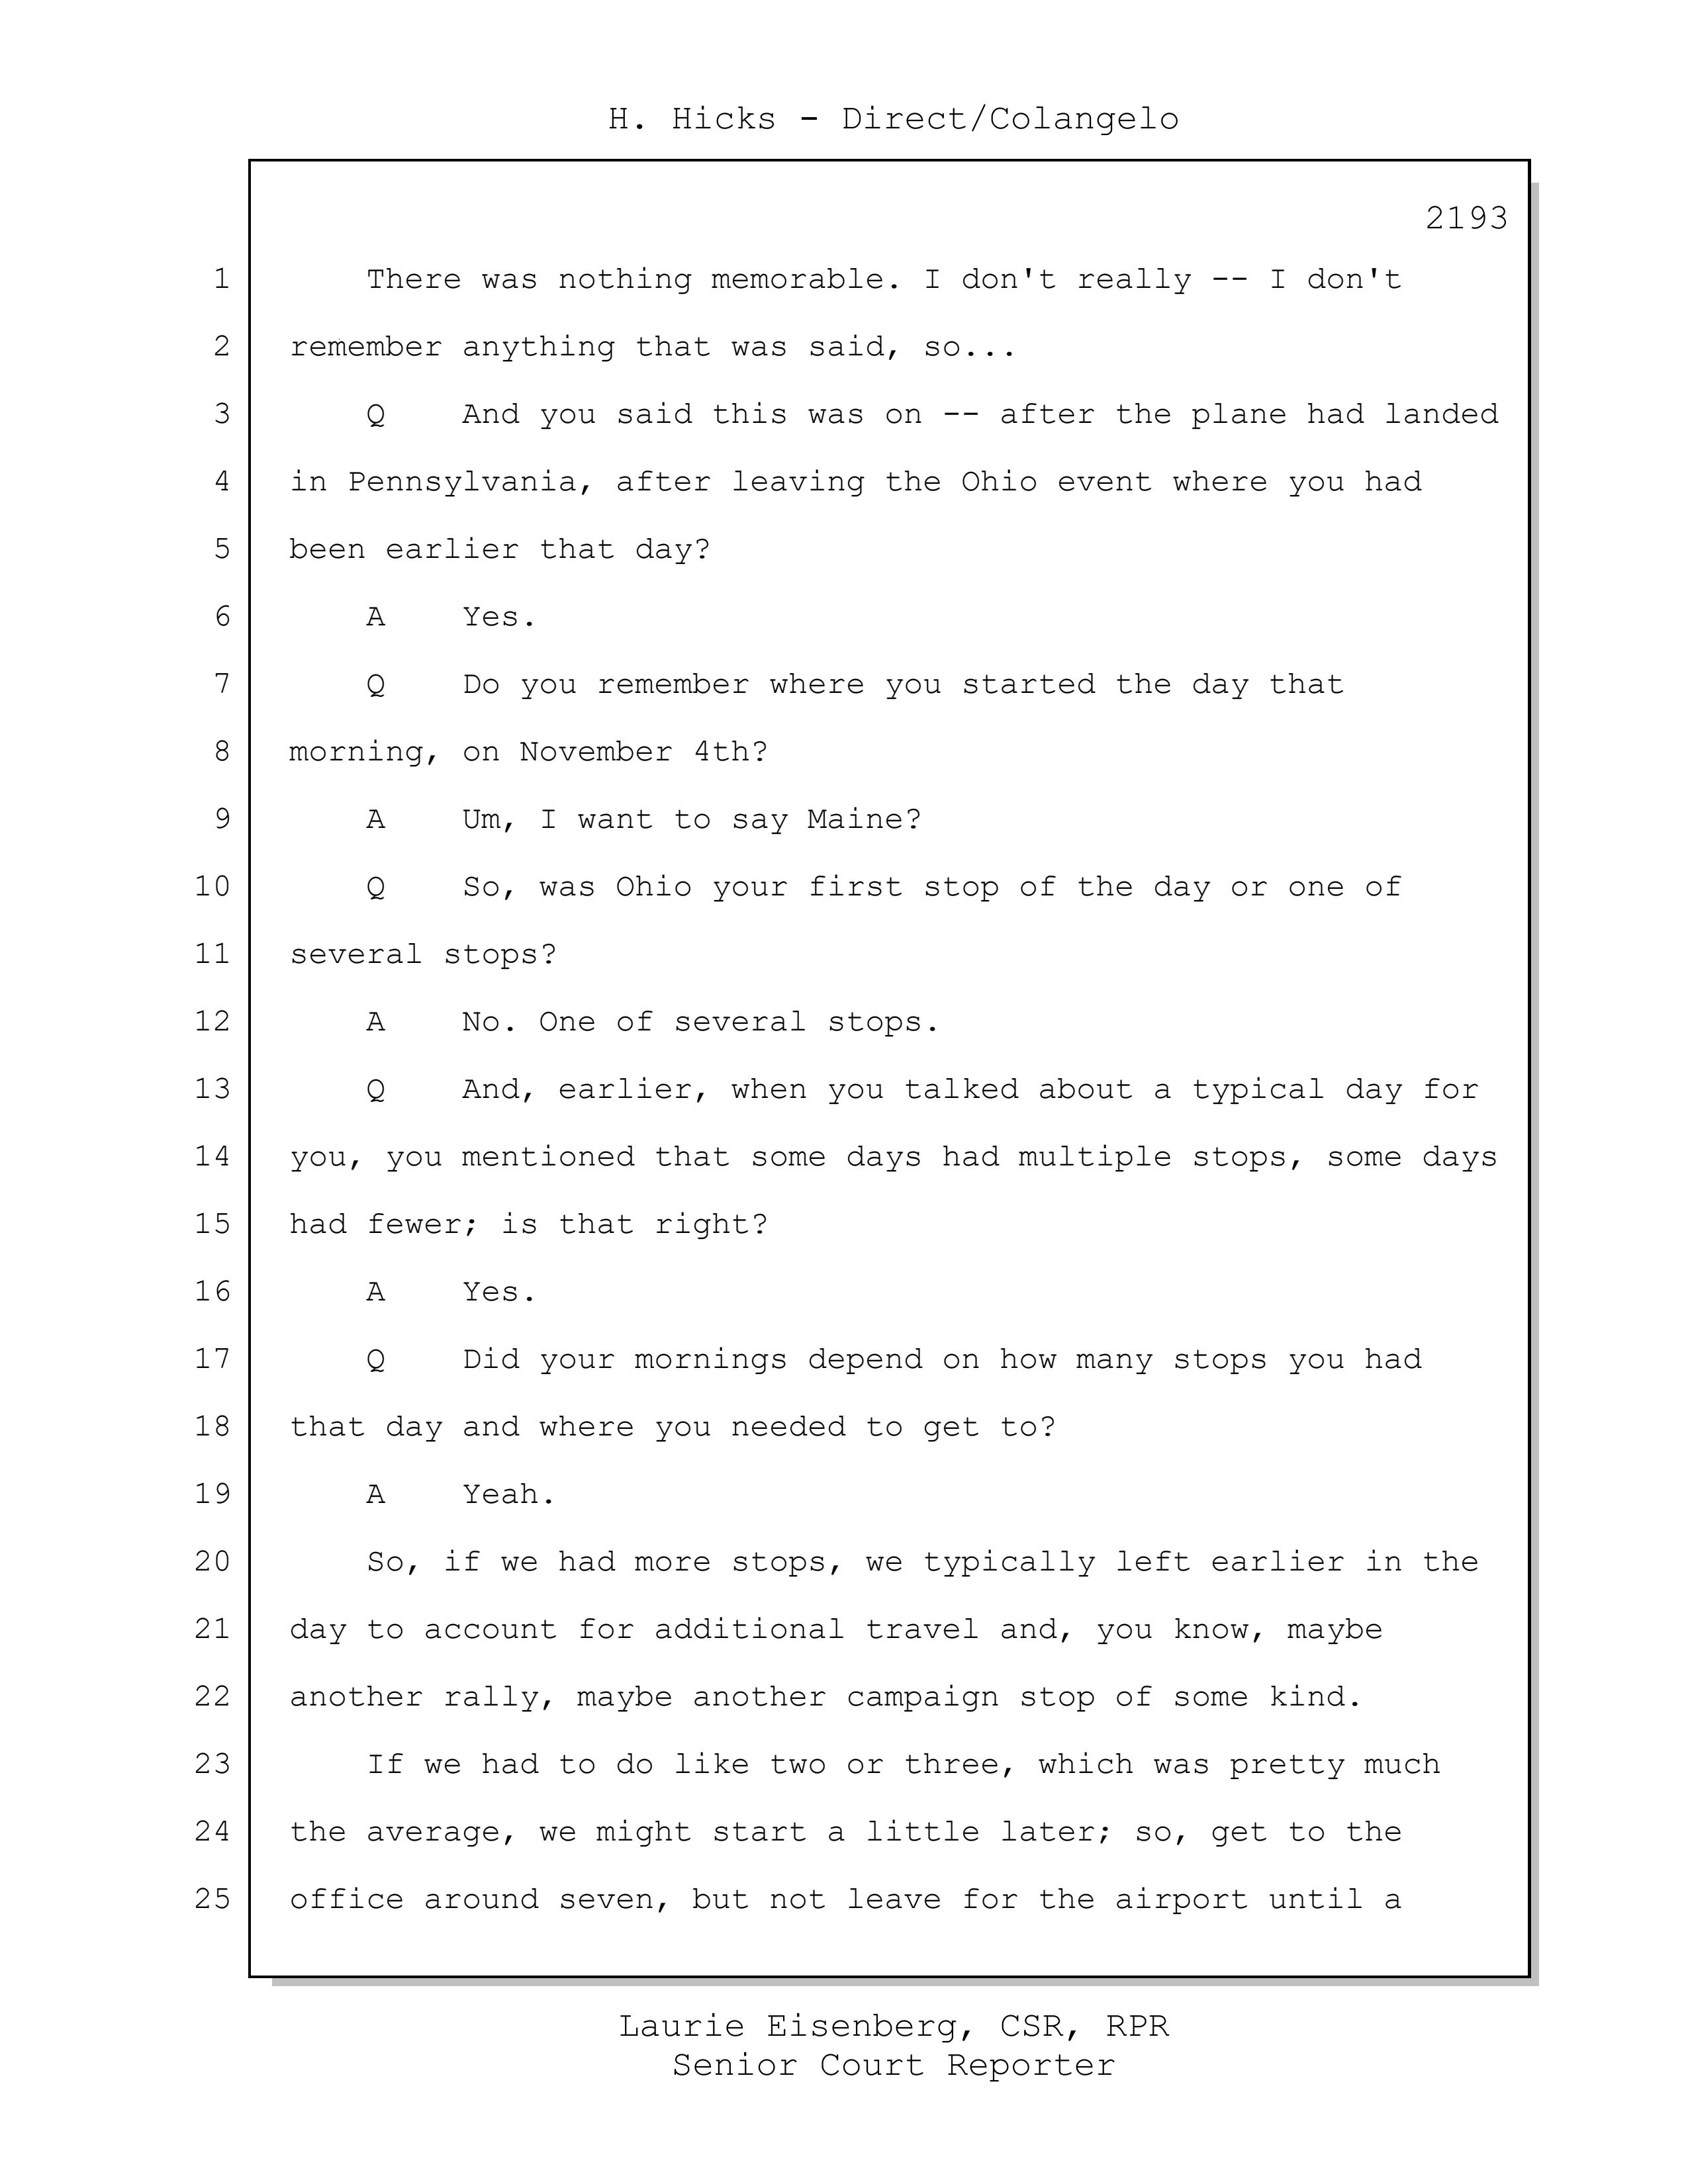 H. Hicks - Direct/Colangelo
2193
1 There was nothing memorable. I don't really -- I don't
2 remember anything that was said, so...
3 Q And you said this was on -- after the plane had landed
4 in Pennsylvania, after leaving the Ohio event where you had
5 been earlier that day?
6 A Yes.
7 Q Do you remember where you started the day that
8 morning, on November 4th?
9 A Um, I want to say Maine?
10 Q So, was Ohio your first stop of the day or one of
11 several stops?
12 A No. One of several stops.
13 Q And, earlier, when you talked about a typical day for
14 you, you mentioned that some days had multiple stops, some days
15 had fewer; is that right?
16 A Yes.
17 Q Did your mornings depend on how many stops you had
18 that day and where you needed to get to?
19 A Yeah.
20 So, if we had more stops, we typically left earlier in the
21 day to account for additional travel and, you know, maybe
22 another rally, maybe another campaign stop of some kind.
23 If we had to do like two or three, which was pretty much
24 the average, we might start a little later; so, get to the
25 office around seven, but not leave for the airport until a
Laurie Eisenberg, CSR, RPR
Senior Court Reporter